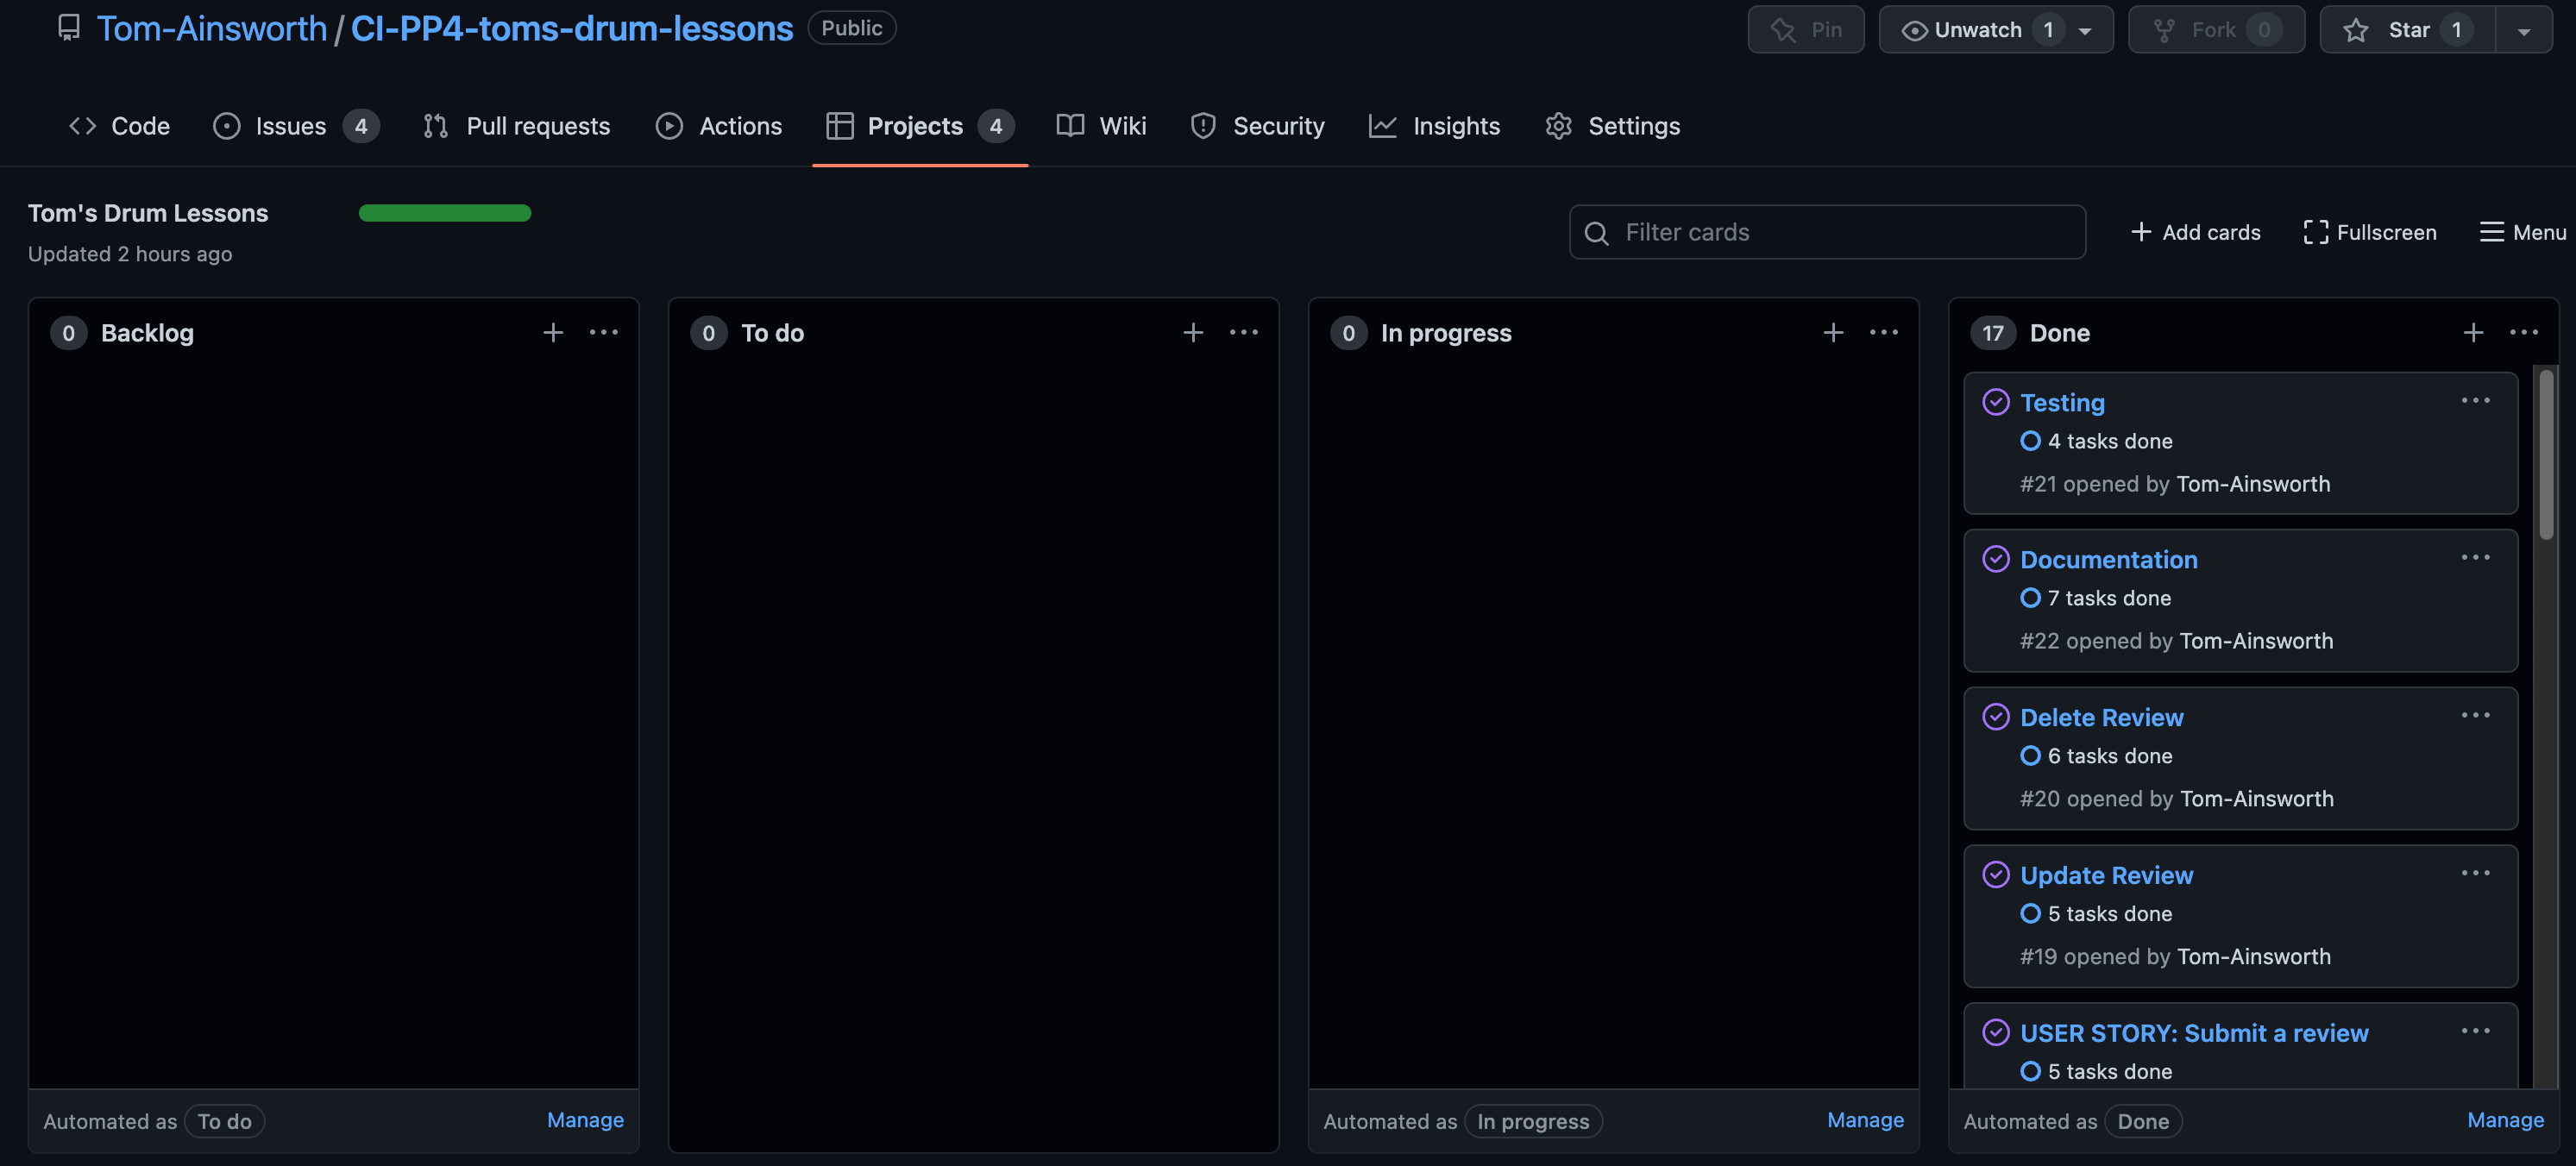 Tom-Ainsworth / CI-PP4-toms-drum-lessons Public Pin Unwatch 1 Fork 0 Star 1
Code Issues 4 Pull requests Actions Projects 4 Wiki Security Insights Settings
Tom's Drum Lessons
Updated 2 hours ago
Filter cards
Add cards Fullscreen Menu
0 Backlog
Automated as To do Manage
0 To do
0 In progress
Automated as In progress Manage
17 Done
Testing
4 tasks done
#21 opened by Tom-Ainsworth
Documentation
7 tasks done
#22 opened by Tom-Ainsworth
Delete Review
6 tasks done
#20 opened by Tom-Ainsworth
Update Review
5 tasks done
#19 opened by Tom-Ainsworth
USER STORY: Submit a review
5 tasks done
Automated as Done Manage